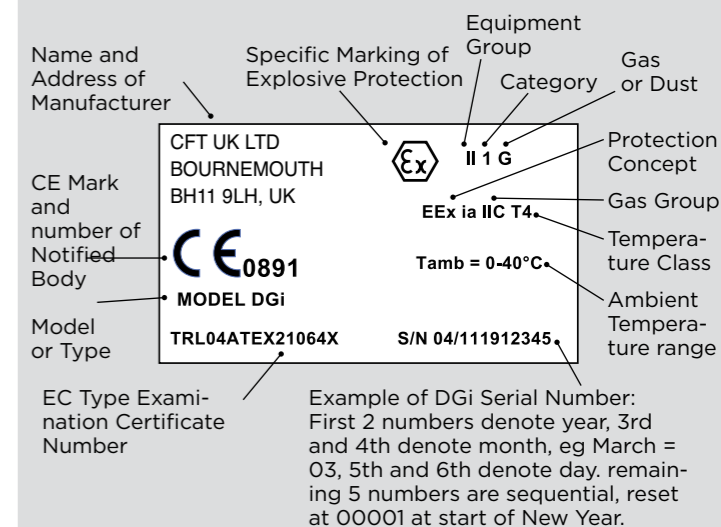 Equipment
Group
Name and
Address of
Manufacturer
Specific Marking of
Explosive Protection
Category
Gas
or Dust
CFT UK LTD
BOURNEMOUTH
BH11 9LH, UK
Ex
II 1 G
EEx ia IIC T4
Protection
Concept
Gas Group
Tempera-
ture Class
CE Mark
and
number of
Notified
Body
CE0891
Tamb = 0-40°C
MODEL DGi
Ambient
Tempera-
ture range
Model
or Type
TRL04ATEX21064X S/N 04/111912345
EC Type Exami-
nation Certificate
Number
Example of DGi Serial Number:
First 2 numbers denote year, 3rd
and 4th denote month, eg March =
03, 5th and 6th denote day. remain-
ing 5 numbers are sequential, reset
at 00001 at start of New Year.